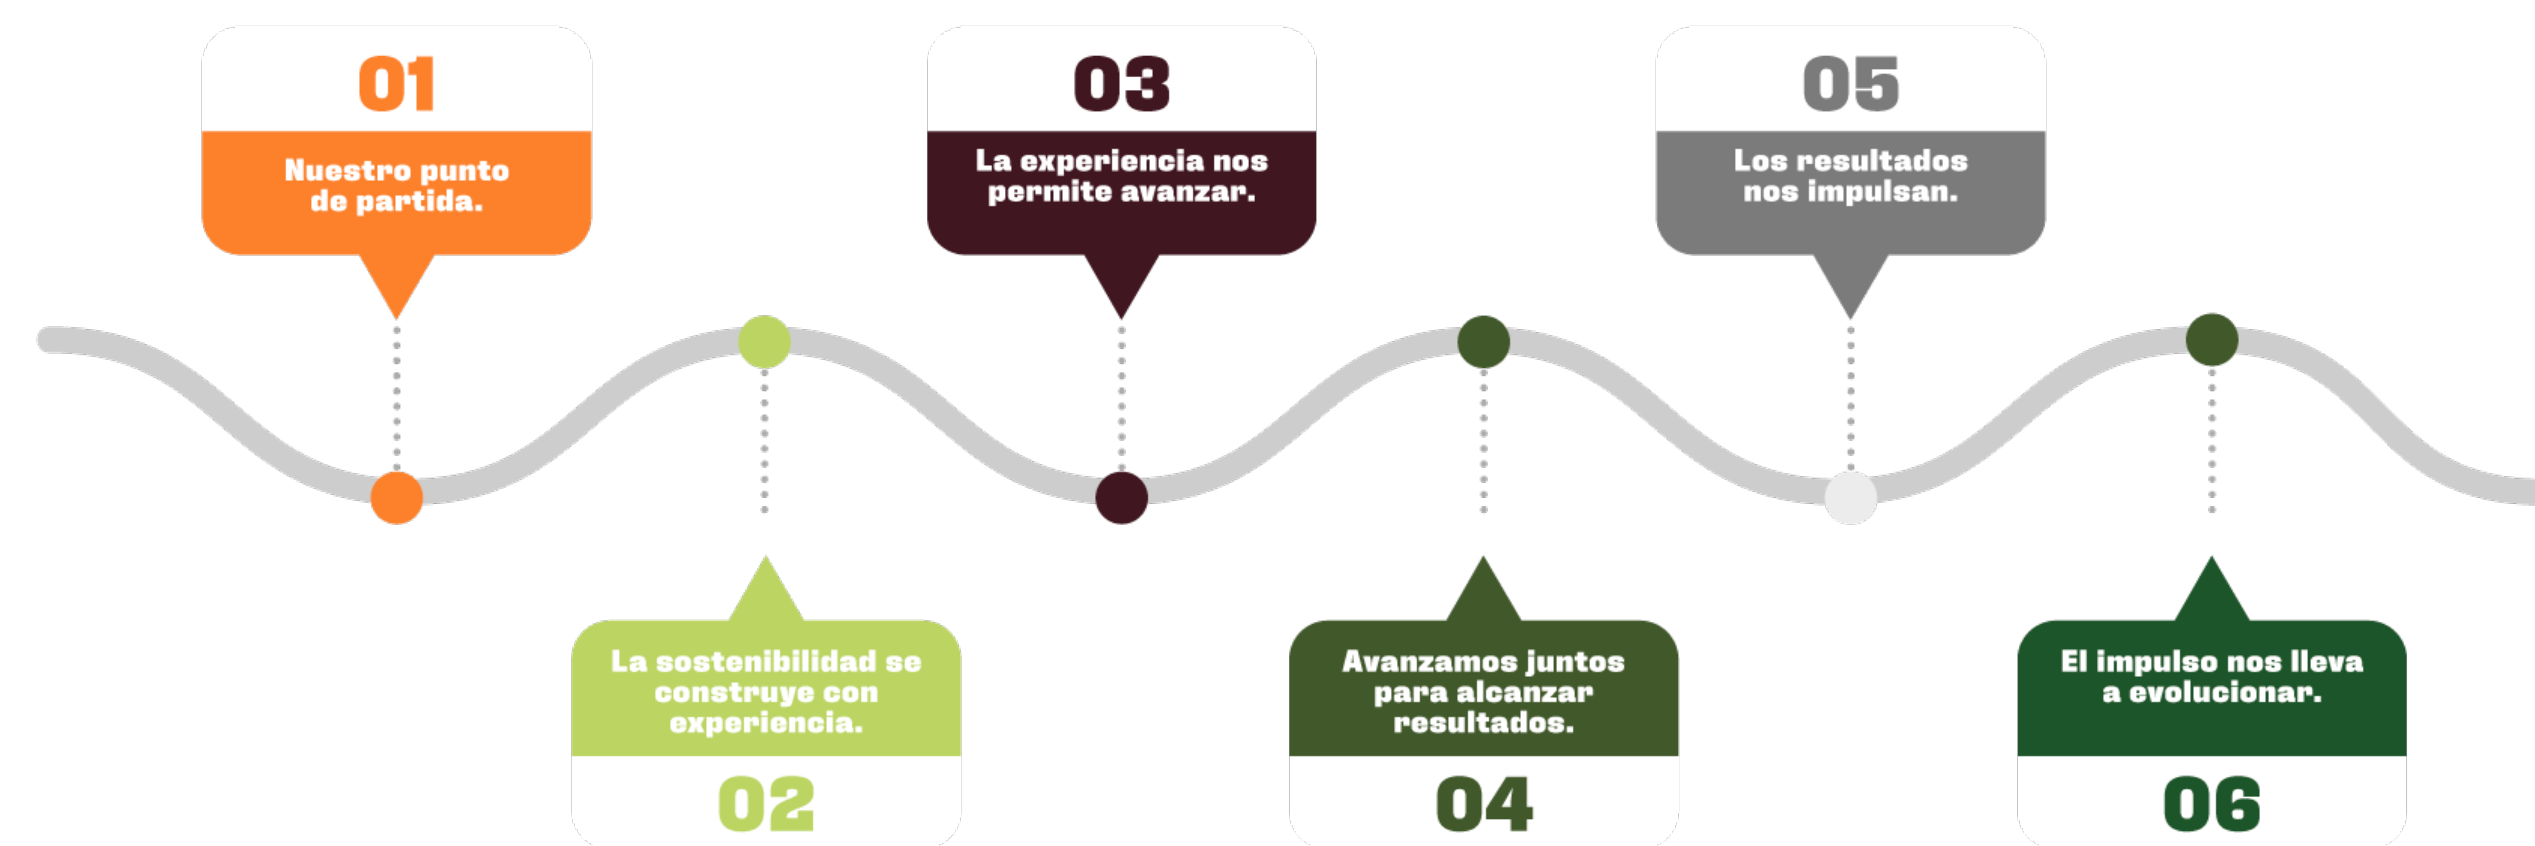 01
Nuestro punto
de partida.
La sostenibilidad se
construye con
experiencia.
02
03
La experiencia nos
permite avanzar.
Avanzamos juntos
para alcanzar
resultados.
04
05
Los resultados
nos impulsan.
El impulso nos lleva
a evolucionar.
06